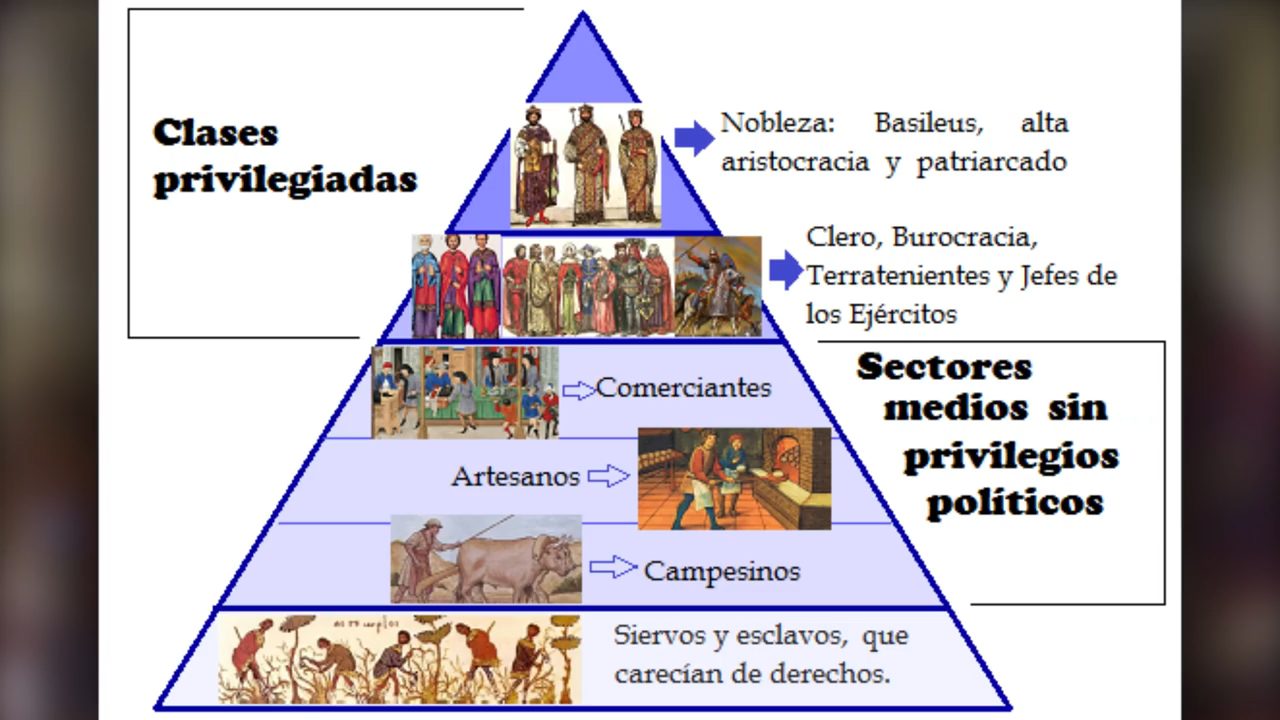 Clases
privilegiadas
Nobleza: Basileus, alta
aristocracia y patriarcado
Clero, Burocracia,
Terratenientes y Jefes de
los Ejércitos
Sectores
medios sin
privilegios
políticos
Comerciantes
Artesanos
Campesinos
Siervos y esclavos, que
carecían de derechos.